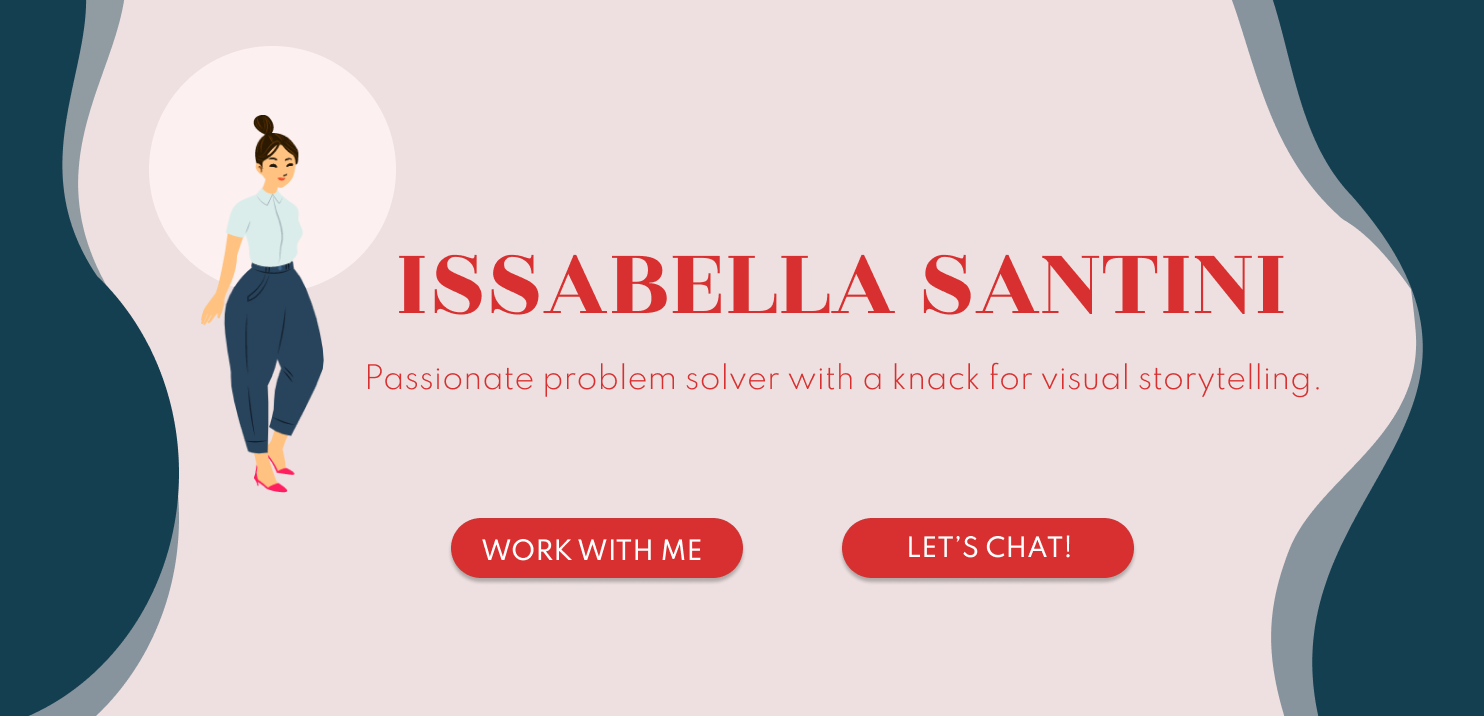 ISSABELLA SANTINI
Passionate problem solver with a knack for visual storytelling.
WORK WITH ME
LET’S CHAT!